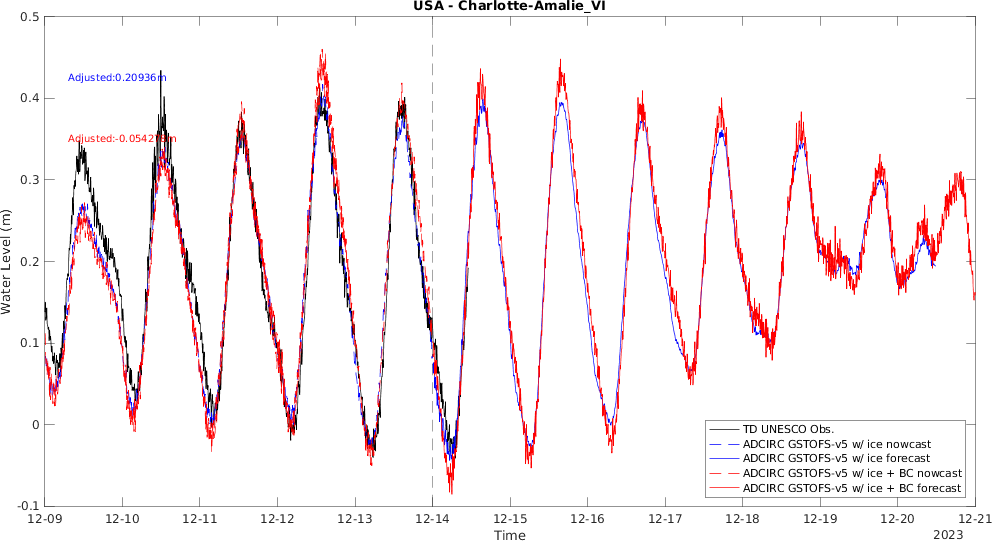 USA - Charlotte-Amalie_VI
0.5
0.4
0.3
0.2
0.1
0
-0.1
Water Level (m)
Adjusted:0.20936m
TD UNESCO Obs.
ADCIRC GSTOFS-v5 w/ ice nowcast
ADCIRC GSTOFS-v5 w/ ice forecast
ADCIRC GSTOFS-v5 w/ ice + BC nowcast
ADCIRC GSTOFS-v5 w/ ice + BC forecast
12-09 12-10 12-11 12-12 12-13 12-14 12-15 12-16 12-17 12-18 12-19 12-20 12-21
Time
2023